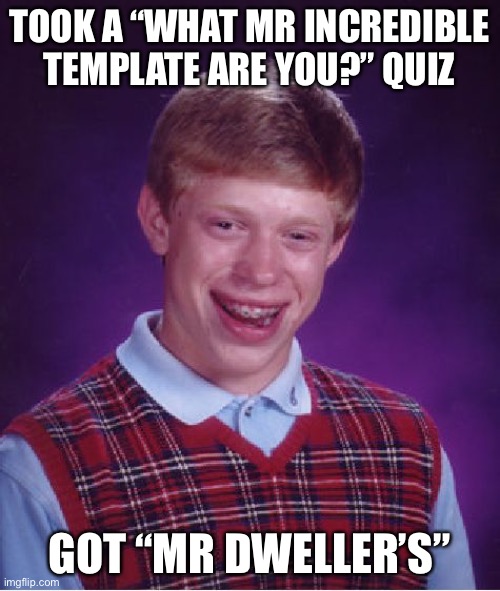 TOOK A “WHAT MR INCREDIBLE
TEMPLATE ARE YOU?” QUIZ
GOT “MR DWELLER’S”
imgflip.com